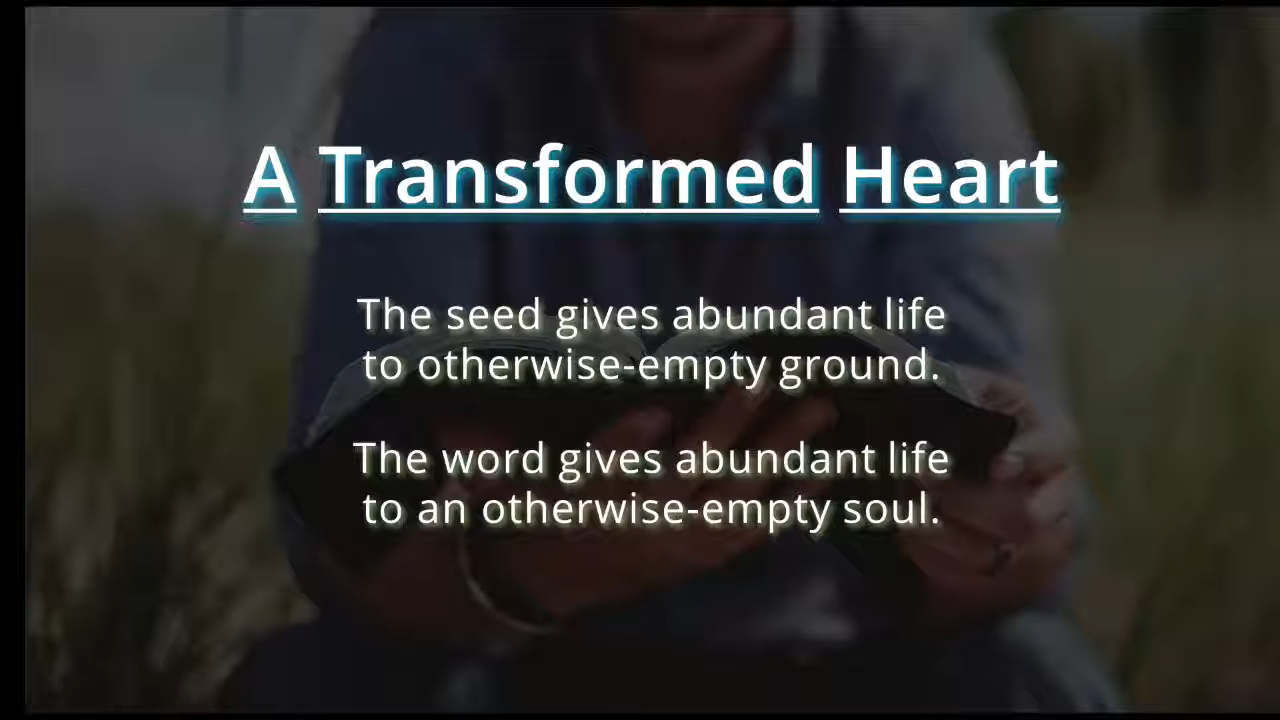 A Transformed Heart
The seed gives abundant life
to otherwise-empty ground.
The word gives abundant life
to an otherwise-empty soul.